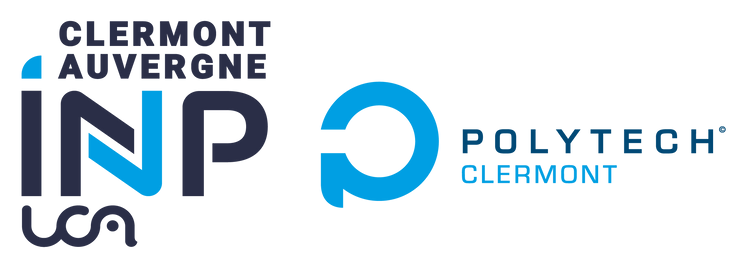 CLERMONT
AUVERGNE
iNP
uca
POLYTECH©
CLERMONT